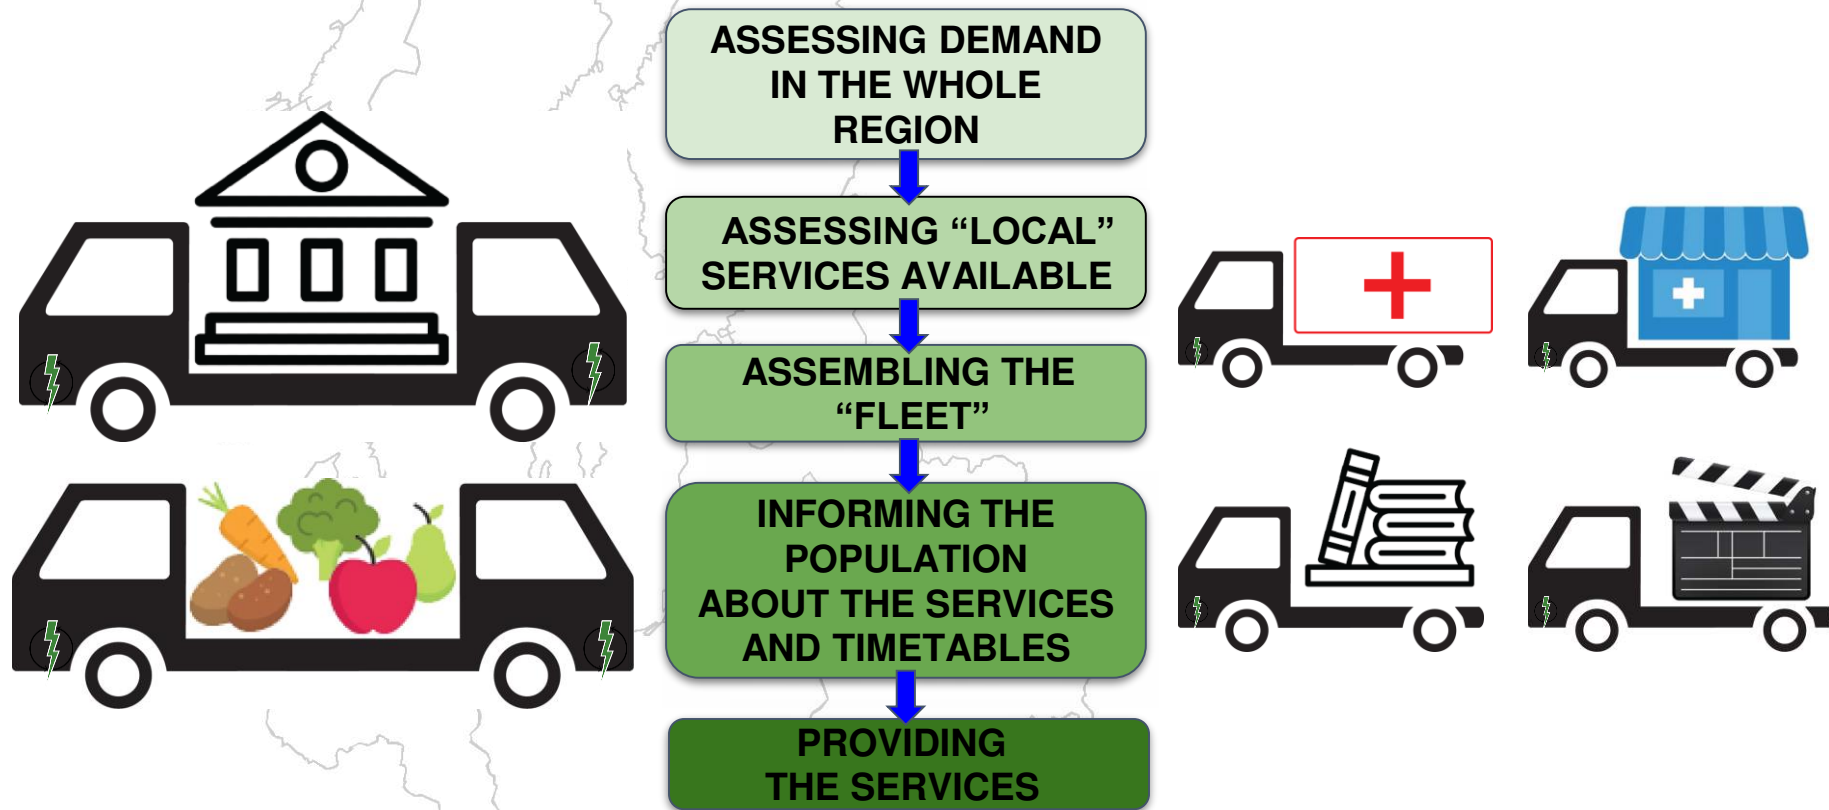 ASSESSING DEMAND
IN THE WHOLE
REGION
ASSESSING “LOCAL”
SERVICES AVAILABLE
ASSEMBLING THE
“FLEET”
INFORMING THE
POPULATION
ABOUT THE SERVICES
AND TIMETABLES
PROVIDING
THE SERVICES